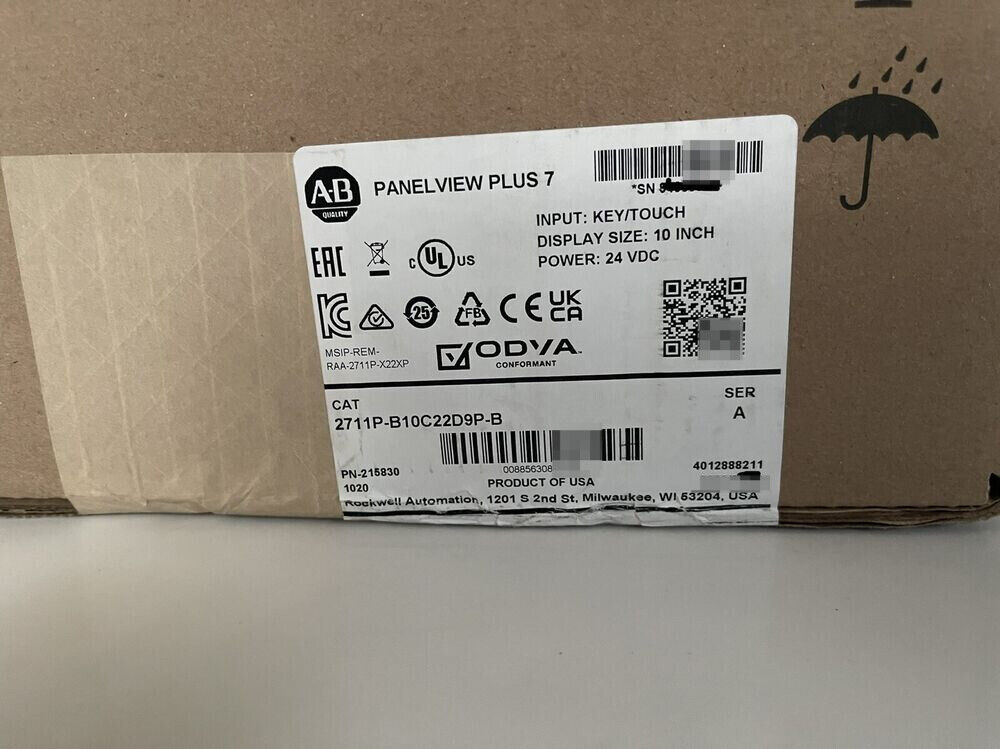 A-B
QUALITY
PANELVIEW PLUS 7
*SN
INPUT: KEY/TOUCH
DISPLAY SIZE: 10 INCH
POWER: 24 VDC
EAC
C UL US
KC
25
FB
CE
UK
CA
MSIP-REM-
RAA-2711P-X22XP
ODVA
CONFORMANT
CAT
2711P-B10C22D9P-B
SER
A
PN-215830
1020
008856308
PRODUCT OF USA
4012888211
Rockwell Automation, 1201 S 2nd St, Milwaukee, WI 53204, USA